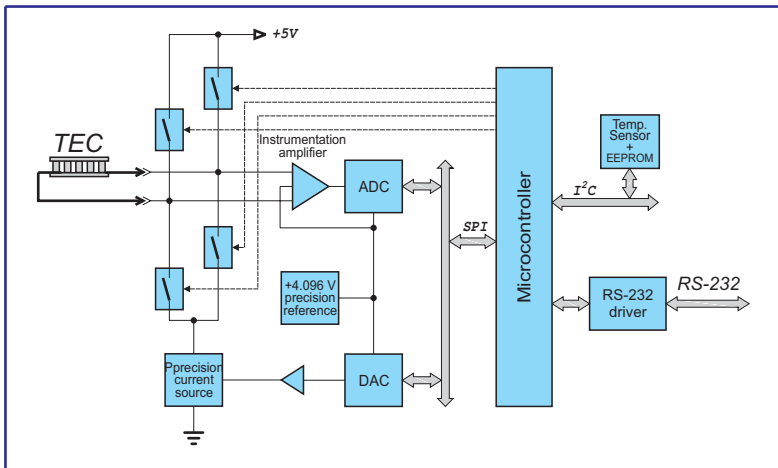 +5V
TEC
Instrumentation
amplifier
ADC
SPI
Microcontroller
Temp.
Sensor
+
EEPROM
I²C
+4.096 V
precision
reference
RS-232
driver
RS-232
Pprecision
current
source
DAC